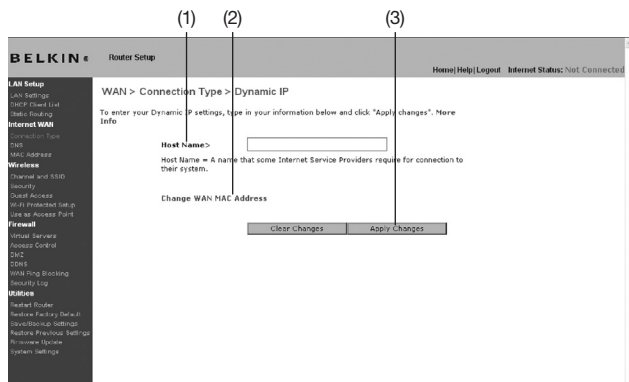 (1) (2) (3)
BELKIN®
Router Setup
Home|Help|Logout Internet Status: Not Connected
LAN Setup
LAN Settings
DHCP Client List
Static Routing
Internet WAN
Connection Type
DNS
MAC Address
Wireless
Channel and SSID
Security
Guest Access
Wi-Fi Protected Setup
Use as Access Point
Firewall
Virtual Servers
Access Control
DMZ
DDNS
WAN Ping Blocking
Security Log
Utilities
Restart Router
Restore Factory Default
Save/Backup Settings
Restore Previous Settings
Firmware Update
System Settings
WAN > Connection Type > Dynamic IP
To enter your Dynamic IP settings, type in your information below and click "Apply changes". More
Info
Host Name>
Host Name = A name that some Internet Service Providers require for connection to
their system.
Change WAN MAC Address
Clear Changes
Apply Changes